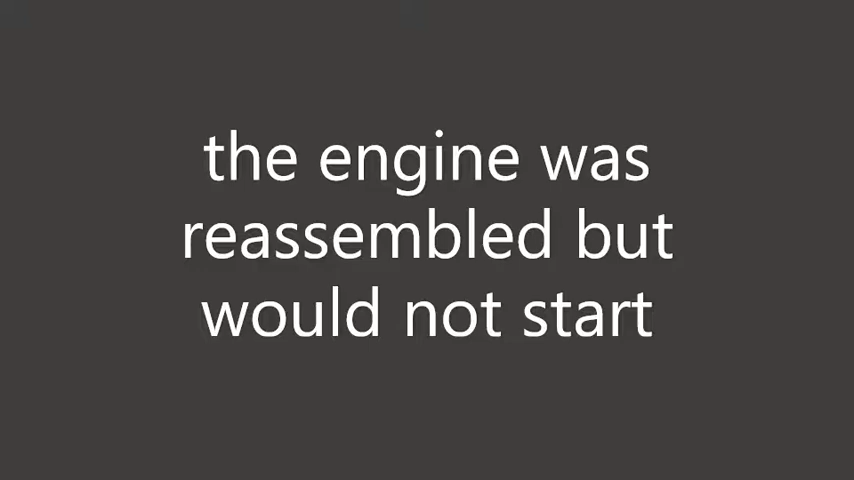 the engine was
reassembled but
would not start